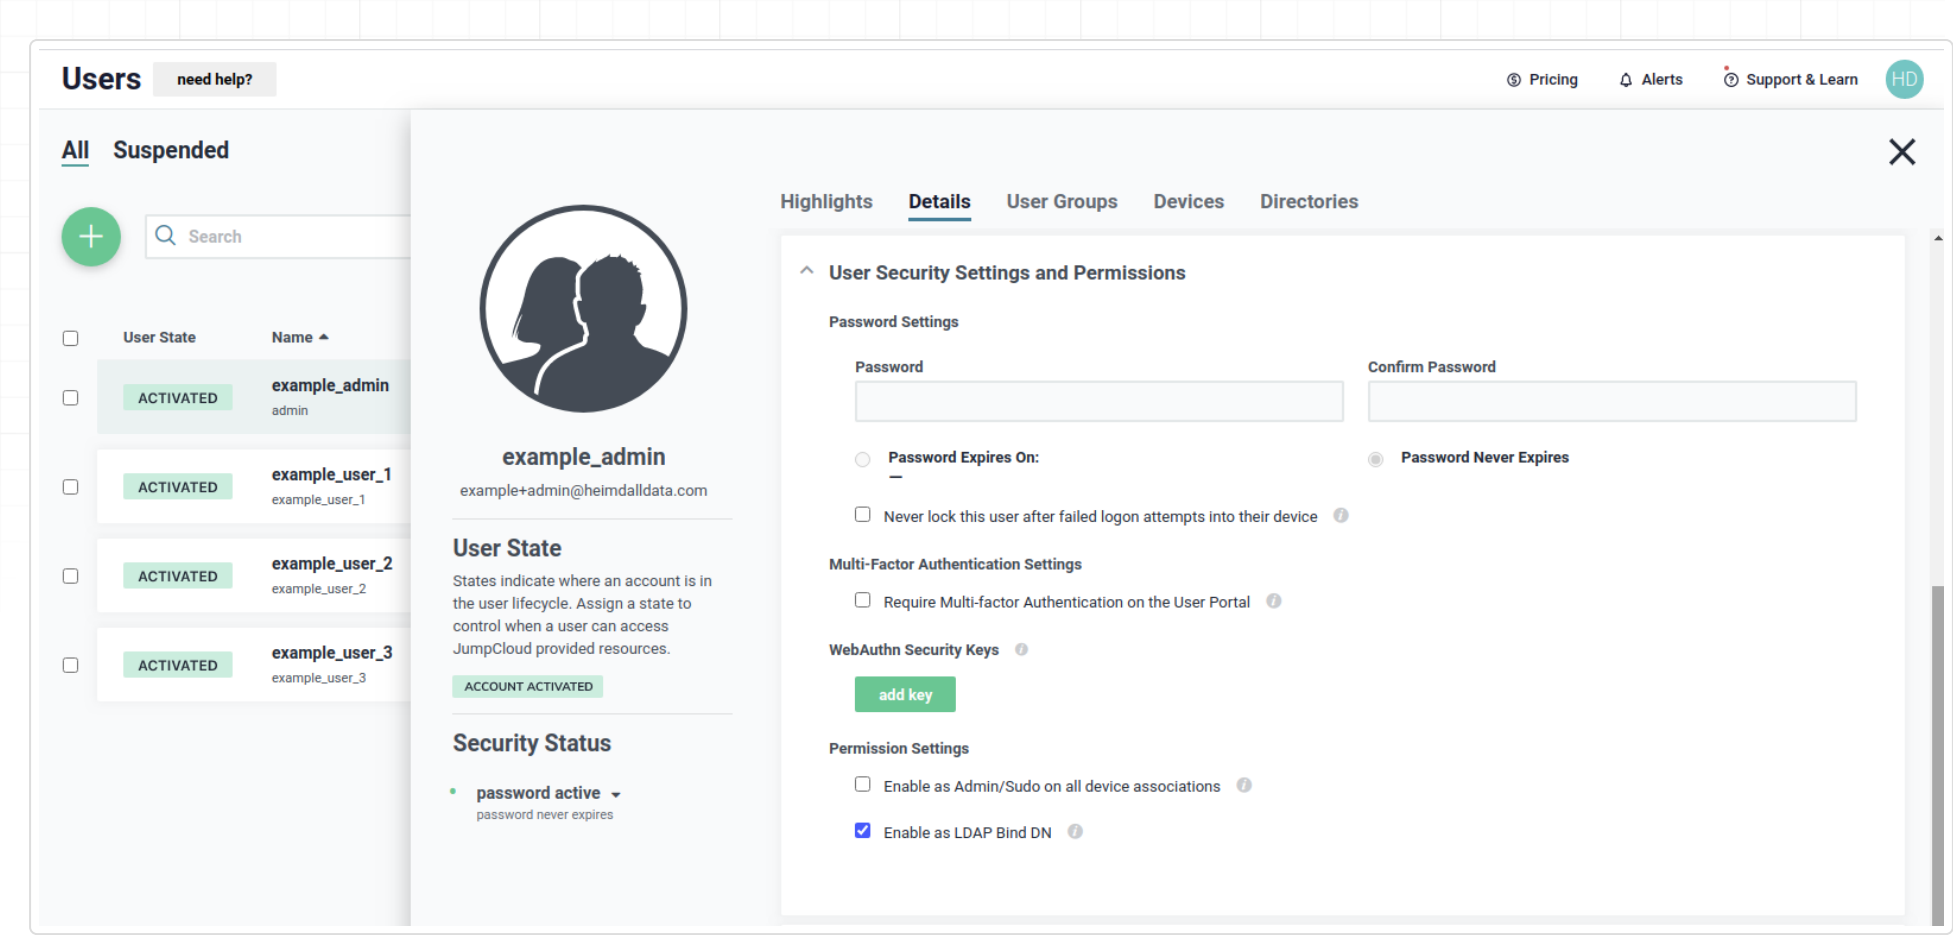 Users
need help?
Pricing
Alerts
Support & Learn
HD
All
Suspended
Search
User State
Name
ACTIVATED
example_admin
admin
ACTIVATED
example_user_1
example_user_1
ACTIVATED
example_user_2
example_user_2
ACTIVATED
example_user_3
example_user_3
example_admin
example+admin@heimdalldata.com
User State
States indicate where an account is in
the user lifecycle. Assign a state to
control when a user can access
JumpCloud provided resources.
ACCOUNT ACTIVATED
Security Status
password active
password never expires
Highlights
Details
User Groups
Devices
Directories
User Security Settings and Permissions
Password Settings
Password
Confirm Password
Password Expires On:
—
Password Never Expires
Never lock this user after failed logon attempts into their device
Multi-Factor Authentication Settings
Require Multi-factor Authentication on the User Portal
WebAuthn Security Keys
add key
Permission Settings
Enable as Admin/Sudo on all device associations
Enable as LDAP Bind DN